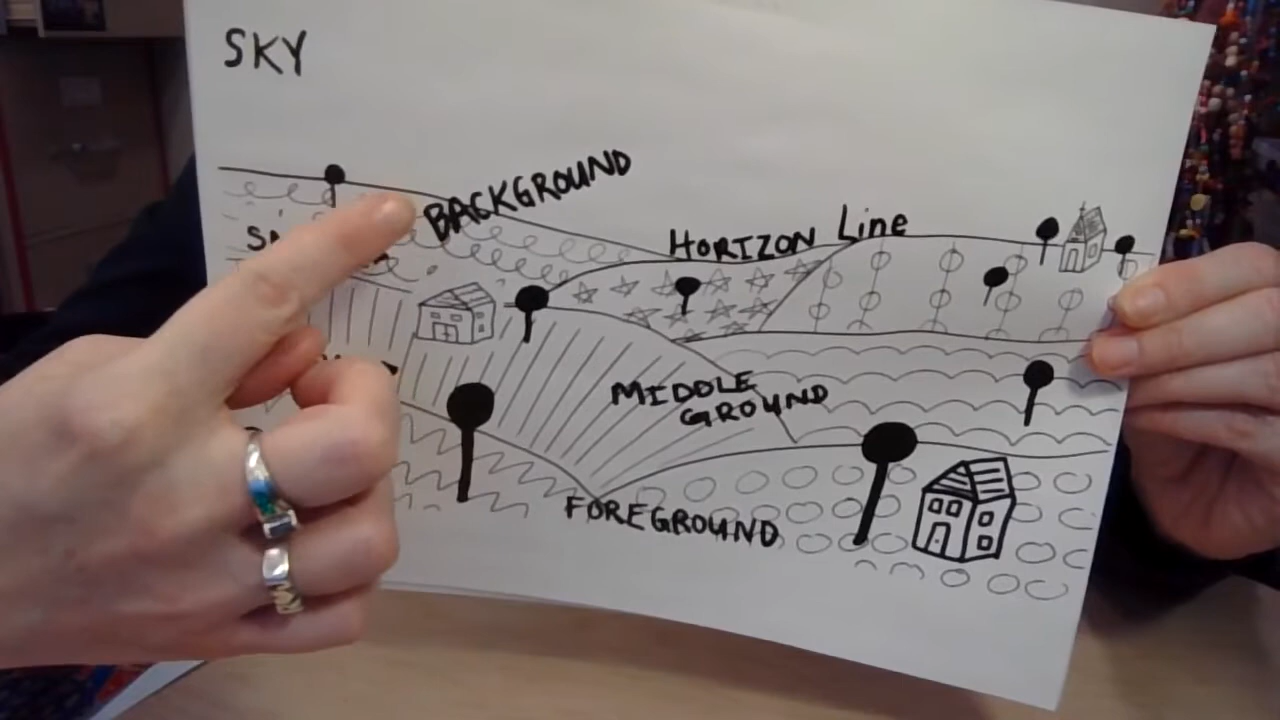 SKY
BACKGROUND
HORIZON Line
MIDDLE
GROUND
FOREGROUND